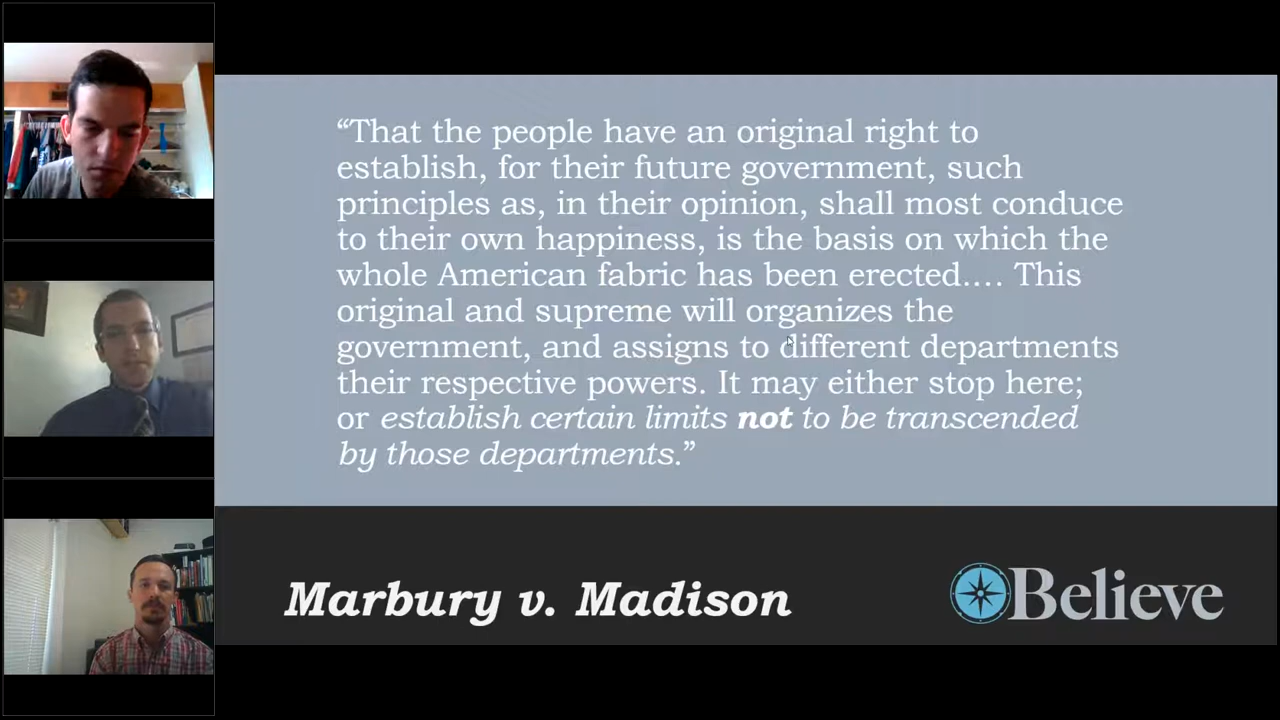 “That the people have an original right to
establish, for their future government, such
principles as, in their opinion, shall most conduce
to their own happiness, is the basis on which the
whole American fabric has been erected…. This
original and supreme will organizes the
government, and assigns to different departments
their respective powers. It may either stop here;
or establish certain limits not to be transcended
by those departments.”
Marbury v. Madison
Believe